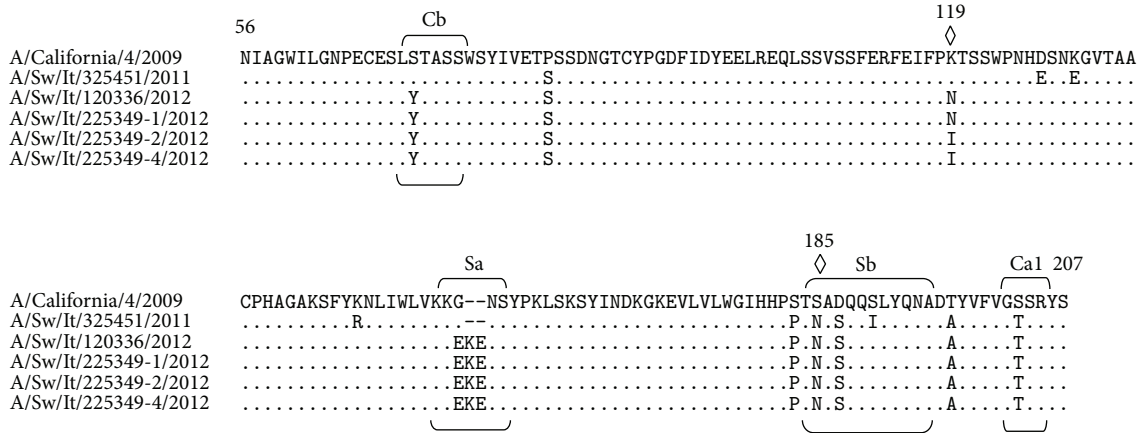 56 Cb 119
A/California/4/2009 NIAGWILGNPECESLSTASSWSYIVETPSSDNGTCYPGDFIDYEELREQLSSVSSFERFEIFPKTSSWPNHDSNKGVTAA
A/Sw/It/325451/2011 ...........................S...........................................E..E.....
A/Sw/It/120336/2012 ...............Y...........S...................................N................
A/Sw/It/225349-1/2012 ...............Y...........S...................................N................
A/Sw/It/225349-2/2012 ...............Y...........S...................................I................
A/Sw/It/225349-4/2012 ...............Y...........S...................................I................
185
Sa Sb Ca1 207
A/California/4/2009 CPHAGAKSFYKNLIWLVKKG--NSYPKLSKSYINDKGKEVLVLWGIHHPSTSADQQSLYQNADTYVFVGSSRYS
A/Sw/It/325451/2011 ..........R.........--...........................P.N.S..I......A.....T....
A/Sw/It/120336/2012 ...................EKE...........................P.N.S.........A.....T....
A/Sw/It/225349-1/2012 ...................EKE...........................P.N.S.........A.....T....
A/Sw/It/225349-2/2012 ...................EKE...........................P.N.S.........A.....T....
A/Sw/It/225349-4/2012 ...................EKE...........................P.N.S.........A.....T....